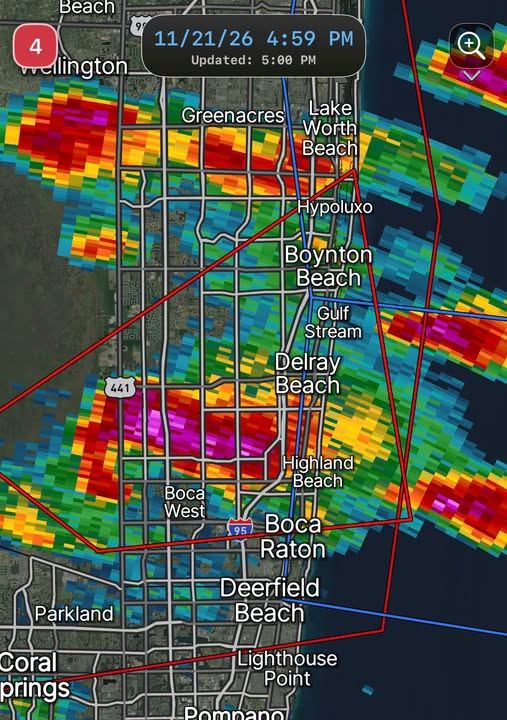 Beach
4
11/21/26 4:59 PM
Updated: 5:00 PM
Wellington
Greenacres
Lake
Worth
Beach
Hypoluxo
Boynton
Beach
Gulf
Stream
Delray
Beach
441
Highland
Beach
Boca
West
95
Boca
Raton
Deerfield
Beach
Parkland
Coral
prings
Lighthouse
Point
Pompano